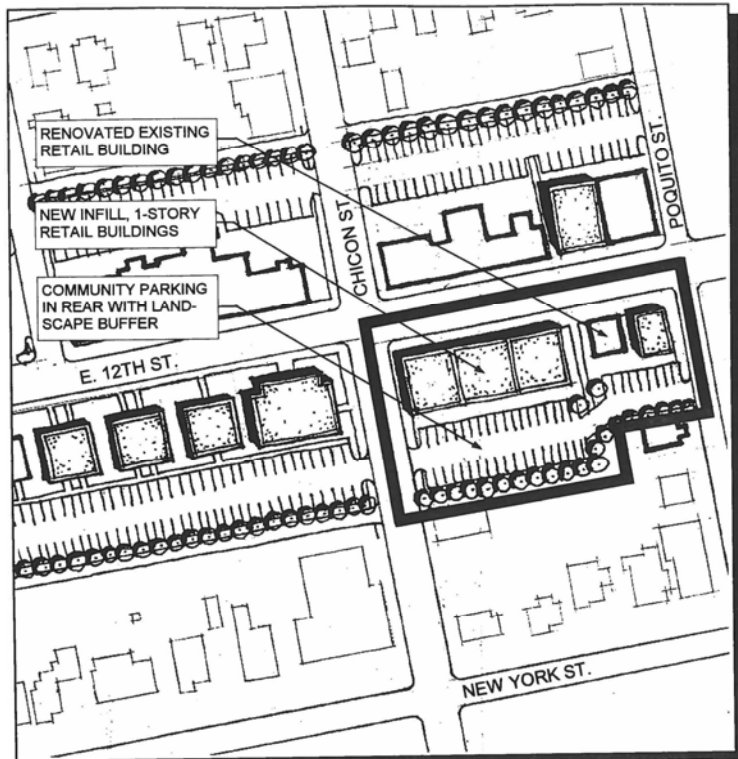 RENOVATED EXISTING
RETAIL BUILDING
NEW INFILL, 1-STORY
RETAIL BUILDINGS
COMMUNITY PARKING
IN REAR WITH LAND-
SCAPE BUFFER
CHICON ST.
POQUITO ST.
E. 12TH ST.
NEW YORK ST.